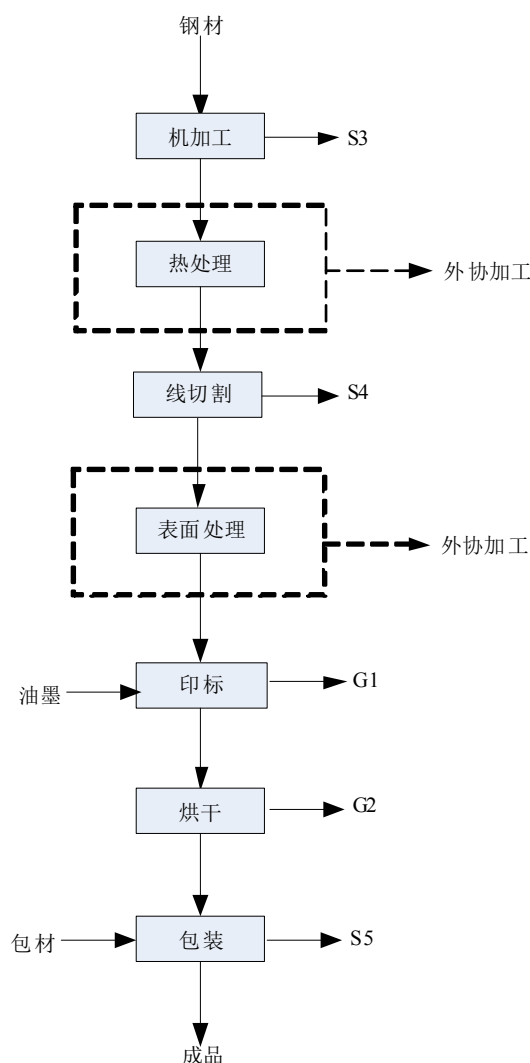 钢材
机加工
S3
热处理
外协加工
线切割
S4
表面处理
外协加工
油墨
印标
G1
烘干
G2
包材
包装
S5
成品